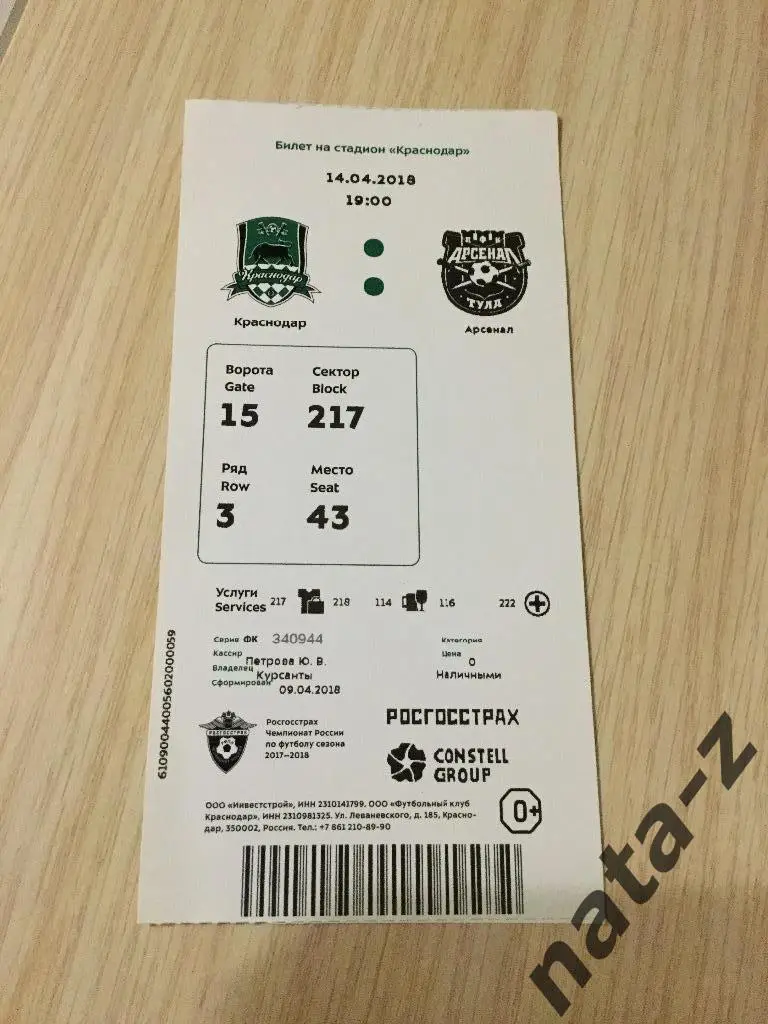 Билет на стадион «Краснодар»
14.04.2018
19:00
Краснодар
ПФК
АРСЕНАЛ
ТУЛА
Краснодар
Арсенал
Ворота Сектор
Gate Block
15 217
Ряд Место
Row Seat
3 43
Услуги
Services 217 218 114 116 222
Серия ФК 340944 Категория
Кассир Петрова Ю. В. Цена 0
Владелец Курсанты Наличными
Сформирован 09.04.2018
61090044005602000059
РОСГОССТРАХ
Росгосстрах
Чемпионат России
по футболу сезона
2017-2018
РОСГОССТРАХ
CONSTELL
GROUP
ООО «Инвестстрой», ИНН 2310141799, ООО «Футбольный клуб
Краснодар», ИНН 2310981325. Ул. Леваневского, д. 185, Красно-
дар, 350002, Россия. Тел.: +7 861 210-89-90
0+
nata-z